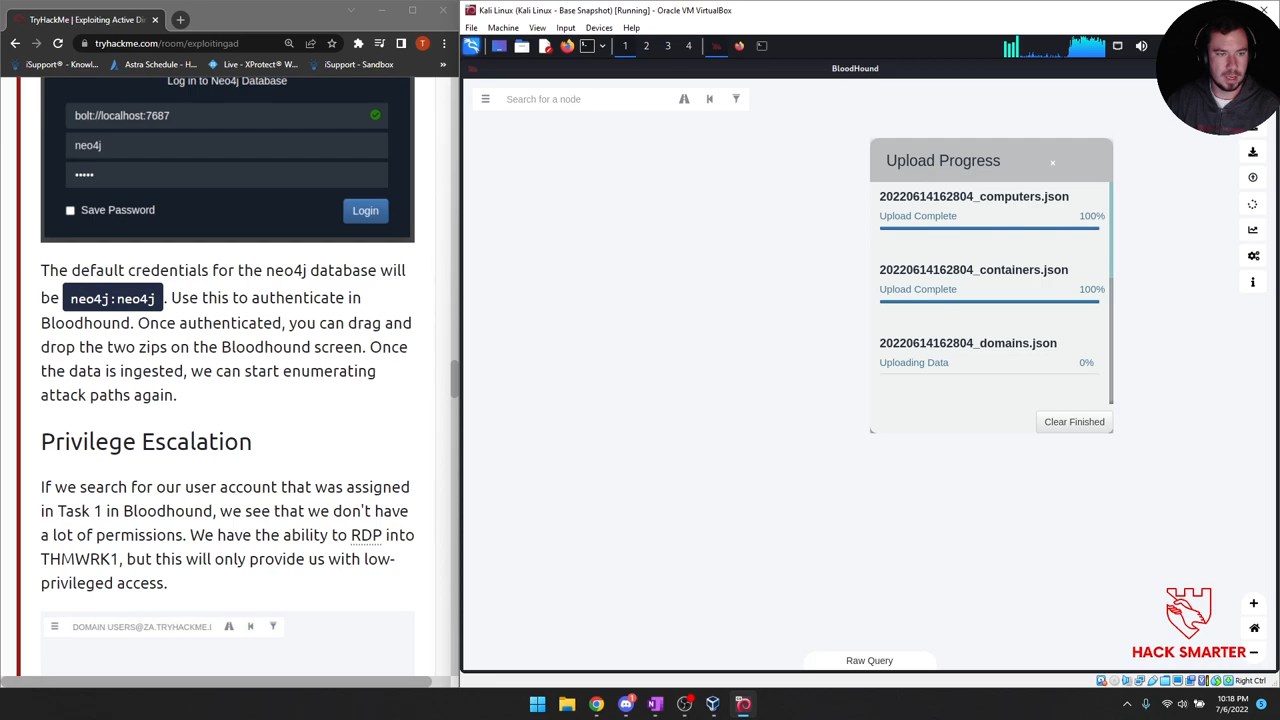 TryHackMe | Exploiting Active Di
tryhackme.com/room/exploitingad
iSupport® - Knowl...
Astra Schedule - H...
Live - XProtect® W...
iSupport - Sandbox
»
Log in to Neo4j Database
bolt://localhost:7687
neo4j
•••••
Save Password
Login
The default credentials for the neo4j database will
be neo4j:neo4j . Use this to authenticate in
Bloodhound. Once authenticated, you can drag and
drop the two zips on the Bloodhound screen. Once
the data is ingested, we can start enumerating
attack paths again.
Privilege Escalation
If we search for our user account that was assigned
in Task 1 in Bloodhound, we see that we don't have
a lot of permissions. We have the ability to RDP into
THMWRK1, but this will only provide us with low-
privileged access.
DOMAIN USERS@ZA.TRYHACKME.
Kali Linux (Kali Linux - Base Snapshot) [Running] - Oracle VM VirtualBox
File Machine View Input Devices Help
1 2 3 4
BloodHound
Search for a node
Upload Progress
x
20220614162804_computers.json
Upload Complete 100%
20220614162804_containers.json
Upload Complete 100%
20220614162804_domains.json
Uploading Data 0%
Clear Finished
HACK SMARTER
Raw Query
Right Ctrl
10:18 PM
7/6/2022